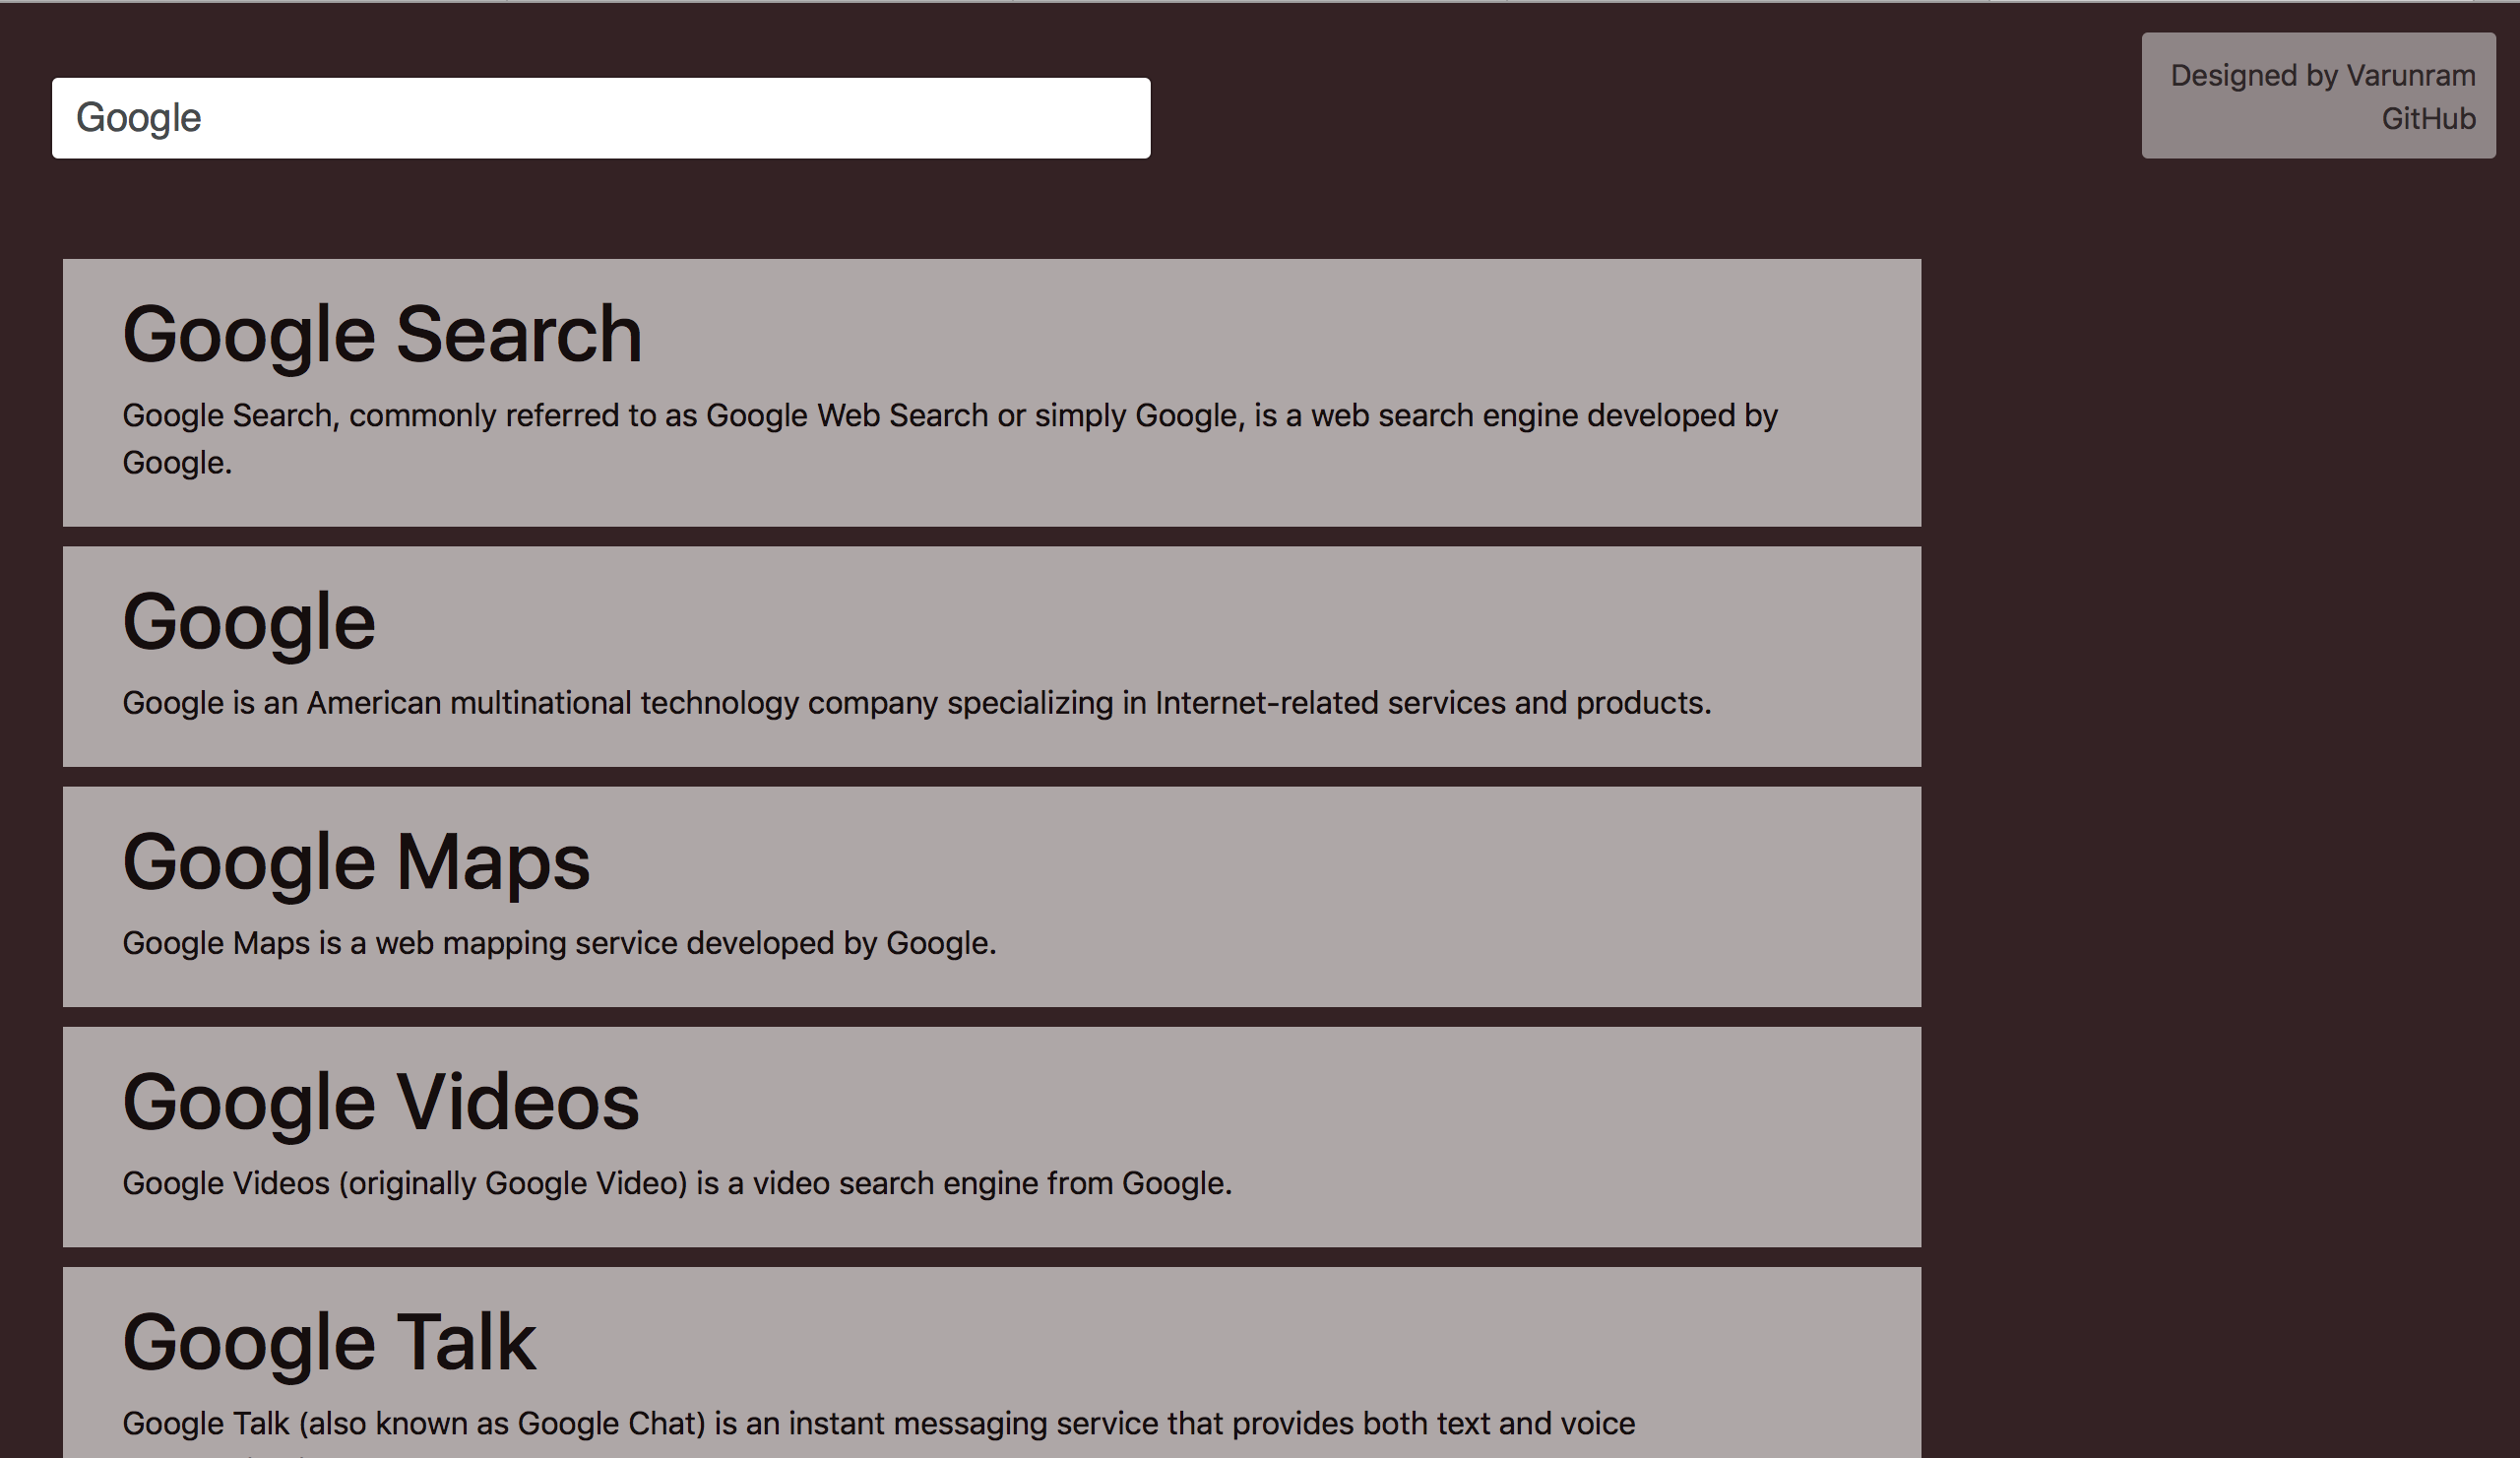 Google
Designed by Varunram
GitHub
Google Search
Google Search, commonly referred to as Google Web Search or simply Google, is a web search engine developed by
Google.
Google
Google is an American multinational technology company specializing in Internet-related services and products.
Google Maps
Google Maps is a web mapping service developed by Google.
Google Videos
Google Videos (originally Google Video) is a video search engine from Google.
Google Talk
Google Talk (also known as Google Chat) is an instant messaging service that provides both text and voice